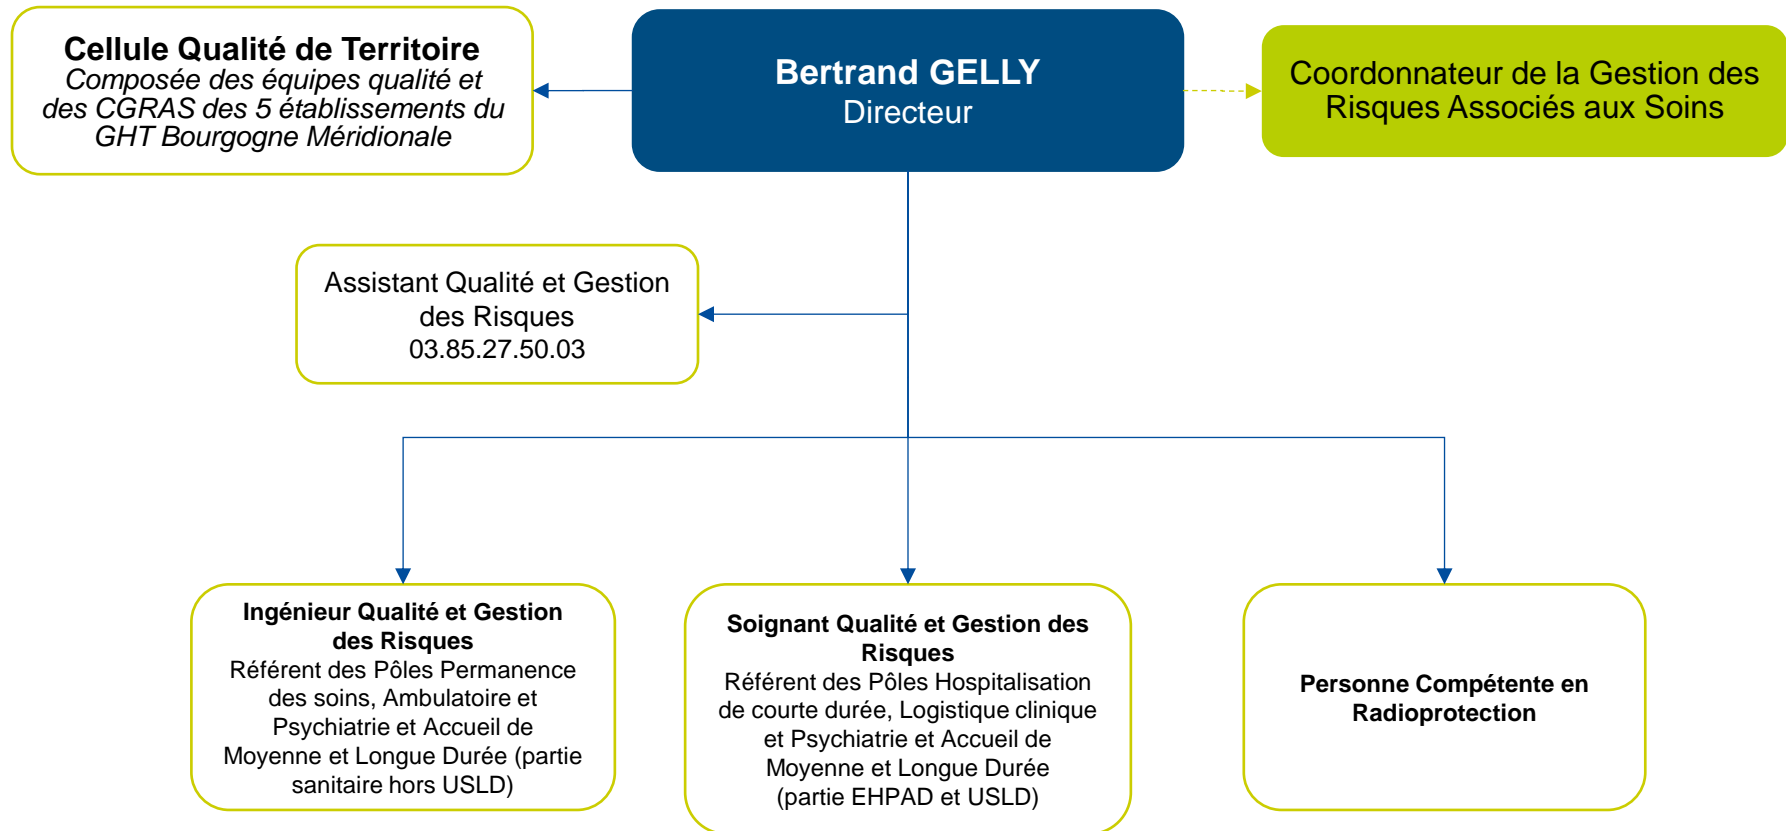 Cellule Qualité de Territoire
Composée des équipes qualité et
des CGRAS des 5 établissements du
GHT Bourgogne Méridionale
Bertrand GELLY
Directeur
Coordonnateur de la Gestion des
Risques Associés aux Soins
Assistant Qualité et Gestion
des Risques
03.85.27.50.03
Ingénieur Qualité et Gestion
des Risques
Référent des Pôles Permanence
des soins, Ambulatoire et
Psychiatrie et Accueil de
Moyenne et Longue Durée (partie
sanitaire hors USLD)
Soignant Qualité et Gestion des
Risques
Référent des Pôles Hospitalisation
de courte durée, Logistique clinique
et Psychiatrie et Accueil de
Moyenne et Longue Durée
(partie EHPAD et USLD)
Personne Compétente en
Radioprotection